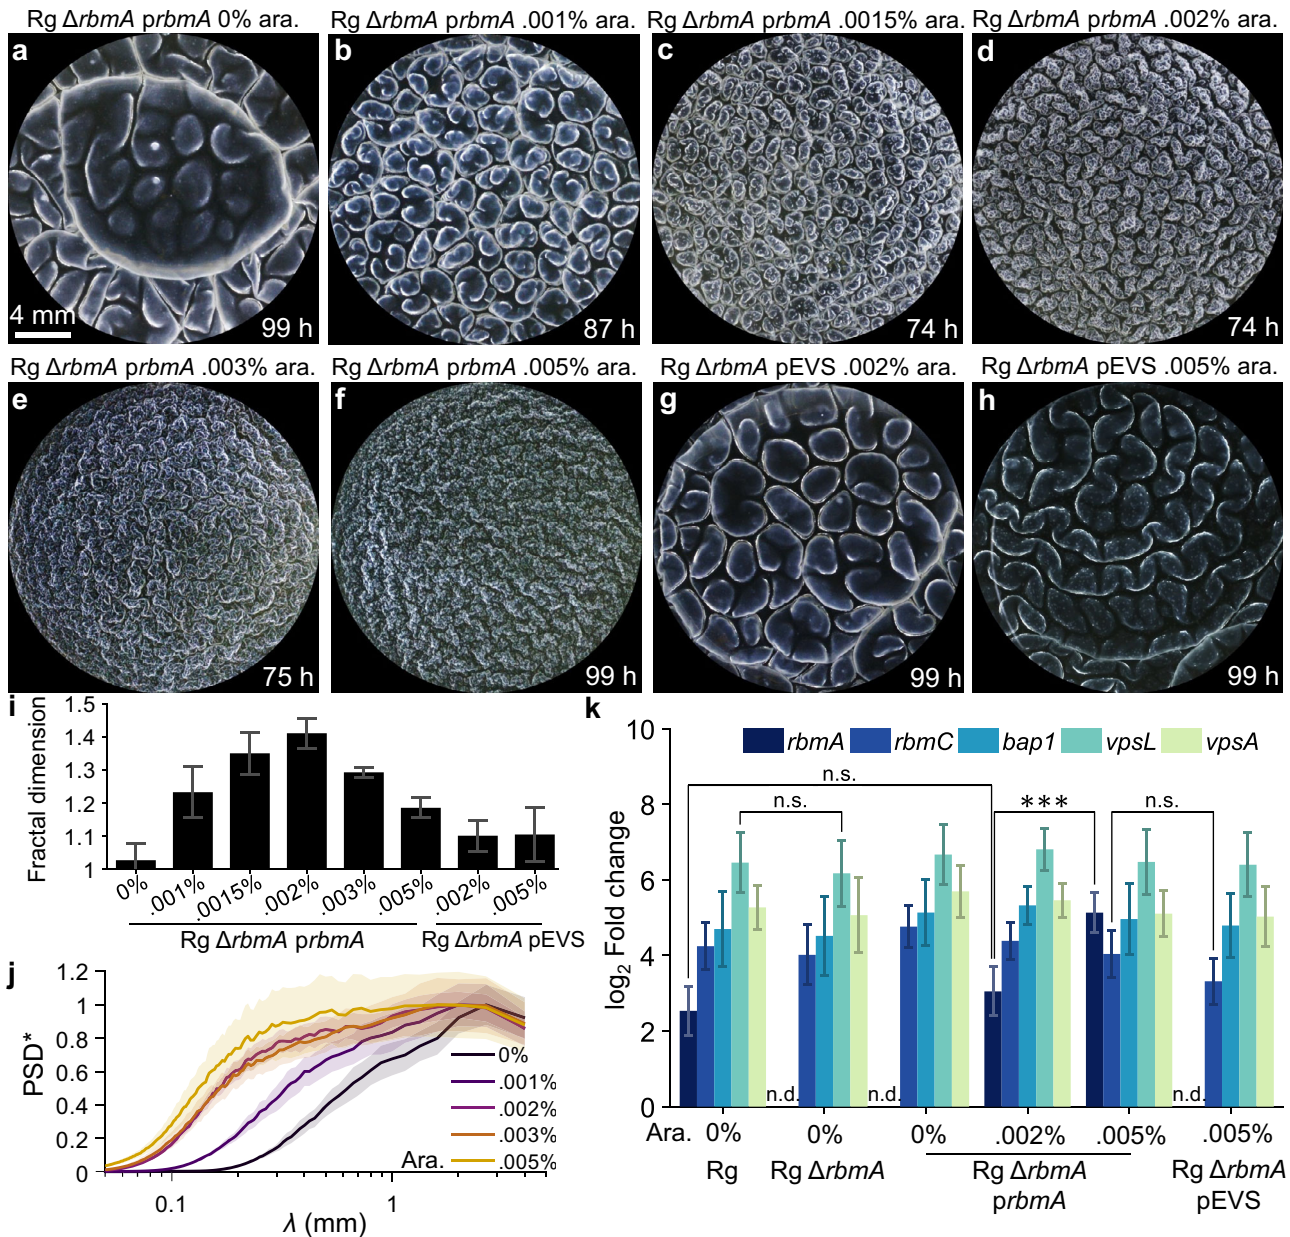 Rg ΔrbmA prbmA 0% ara.
Rg ΔrbmA prbmA .001% ara.
Rg ΔrbmA prbmA .0015% ara.
Rg ΔrbmA prbmA .002% ara.
a
b
c
d
4 mm
99 h
87 h
74 h
74 h
Rg ΔrbmA prbmA .003% ara.
Rg ΔrbmA prbmA .005% ara.
Rg ΔrbmA pEVS .002% ara.
Rg ΔrbmA pEVS .005% ara.
e
f
g
h
75 h
99 h
99 h
99 h
i
Fractal dimension
1.5
1.4
1.3
1.2
1.1
1
0%
.001%
.0015%
.002%
.003%
.005%
.002%
.005%
Rg ΔrbmA prbmA
Rg ΔrbmA pEVS
j
PSD*
1.2
1
0.8
0.6
0.4
0.2
0
0%
.001%
.002%
.003%
Ara. .005%
0.1
1
λ (mm)
k
log2 Fold change
10
8
6
4
2
0
rbmA
rbmC
bap1
vpsL
vpsA
n.s.
n.s.
***
n.s.
n.d.
n.d.
n.d.
Ara. 0% 0% 0% .002% .005% .005%
Rg
Rg ΔrbmA
Rg ΔrbmA
prbmA
Rg ΔrbmA
pEVS